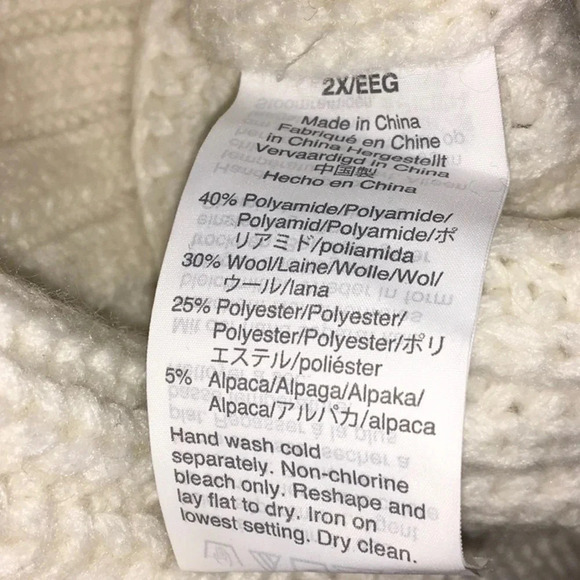 2X/EEG
Made in China
Fabriqué en Chine
in China Hergestellt
Vervaardigd in China
中国製
Hecho en China
40% Polyamide/Polyamide/
Polyamid/Polyamide/ポ
リアミド/poliamida
30% Wool/Laine/Wolle/Wol/
ウール/lana
25% Polyester/Polyester/
Polyester/Polyester/ポリ
エステル/poliéster
5% Alpaca/Alpaga/Alpaka/
Alpaca/アルパカ/alpaca
Hand wash cold
separately. Non-chlorine
bleach only. Reshape and
lay flat to dry. Iron on
lowest setting. Dry clean.